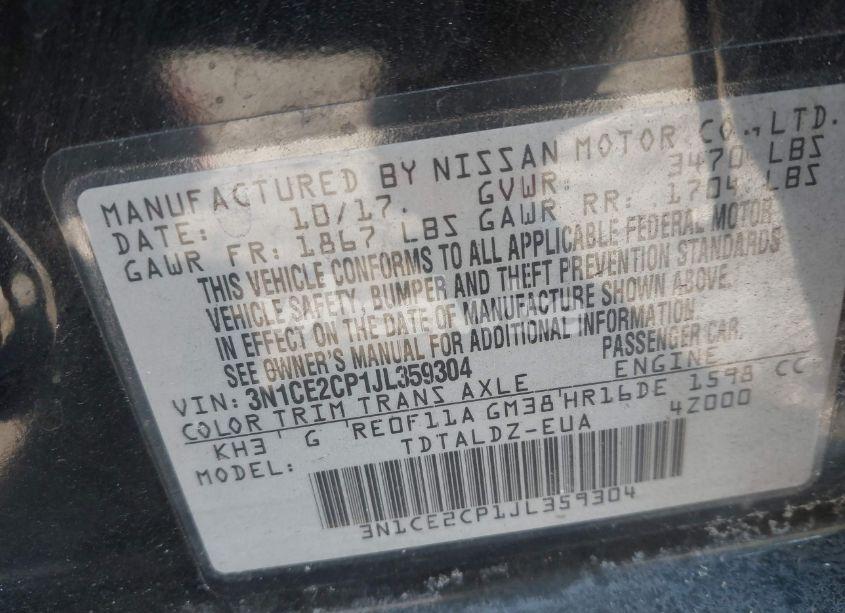 MANUFACTURED BY NISSAN MOTOR CO., LTD.
DATE: 10/17. GVWR: 3470 LBS
GAWR FR: 1867 LBS GAWR RR: 1704 LBS
THIS VEHICLE CONFORMS TO ALL APPLICABLE FEDERAL MOTOR
VEHICLE SAFETY, BUMPER AND THEFT PREVENTION STANDARDS
IN EFFECT ON THE DATE OF MANUFACTURE SHOWN ABOVE.
SEE OWNER'S MANUAL FOR ADDITIONAL INFORMATION.
VIN: 3N1CE2CP1JL359304 PASSENGER CAR.
COLOR TRIM TRANS AXLE ENGINE
KH3 G RE0F11A GM38 HR16DE 1598 CC
MODEL: TDTALDZ-EUA 4Z000
3N1CE2CP1JL359304